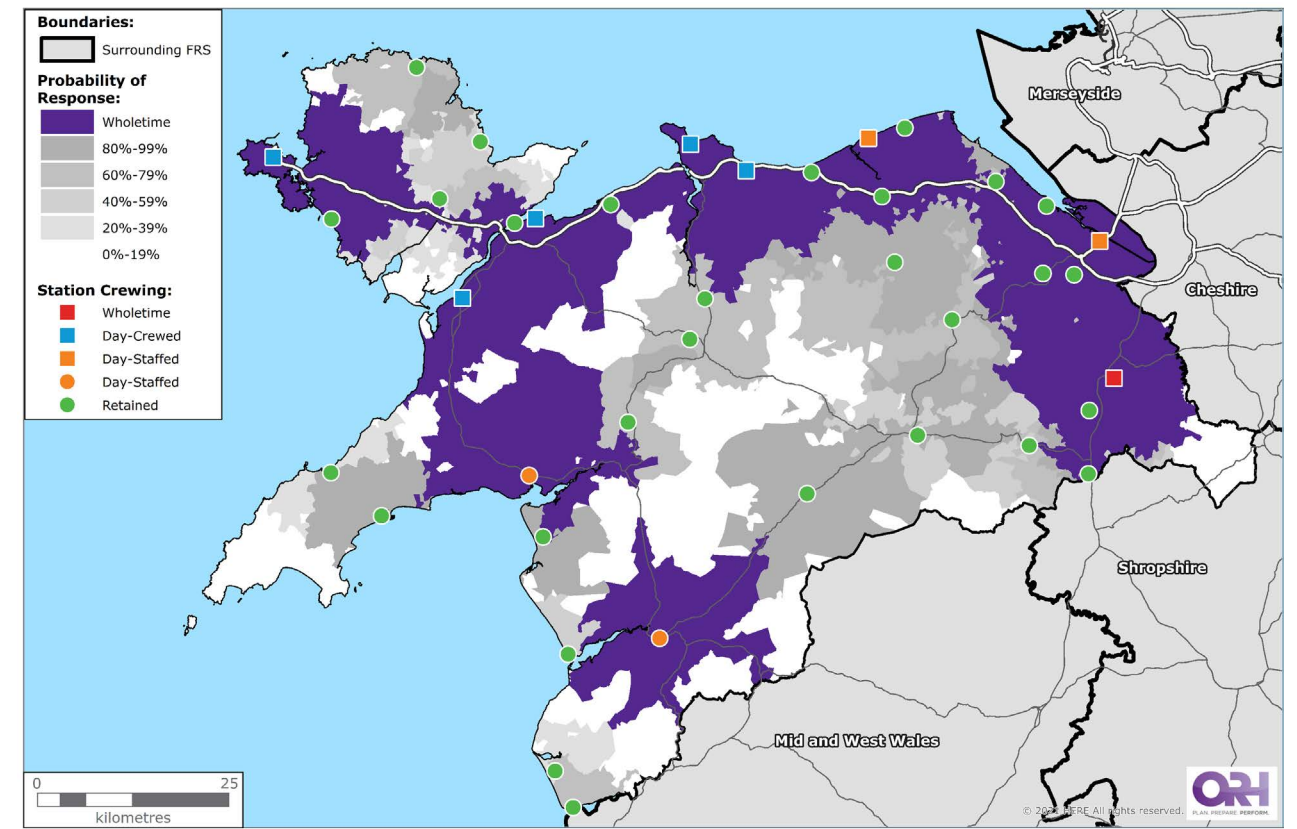 Boundaries:
Surrounding FRS
Probability of
Response:
Wholetime
80%-99%
60%-79%
40%-59%
20%-39%
0%-19%
Station Crewing:
Wholetime
Day-Crewed
Day-Staffed
Day-Staffed
Retained
Merseyside
Cheshire
Shropshire
Mid and West Wales
0 25
kilometres
© HERE All rights reserved.
ORH
PLAN. PREPARE. PERFORM.